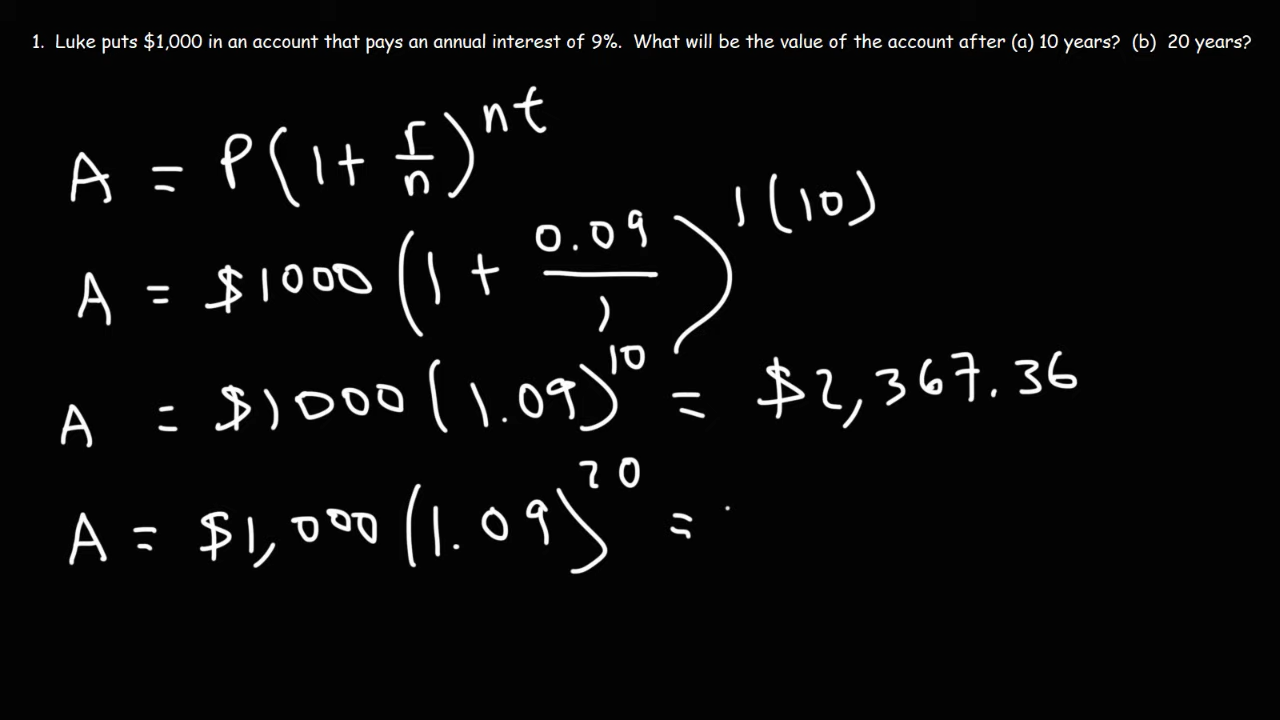 1. Luke puts $1,000 in an account that pays an annual interest of 9%. What will be the value of the account after (a) 10 years? (b) 20 years?
A = P(1 + r/n)^nt
A = $1000 (1 + 0.09/1)^1(10)
A = $1000 (1.09)^10 = $2,367.36
A = $1,000 (1.09)^20 =